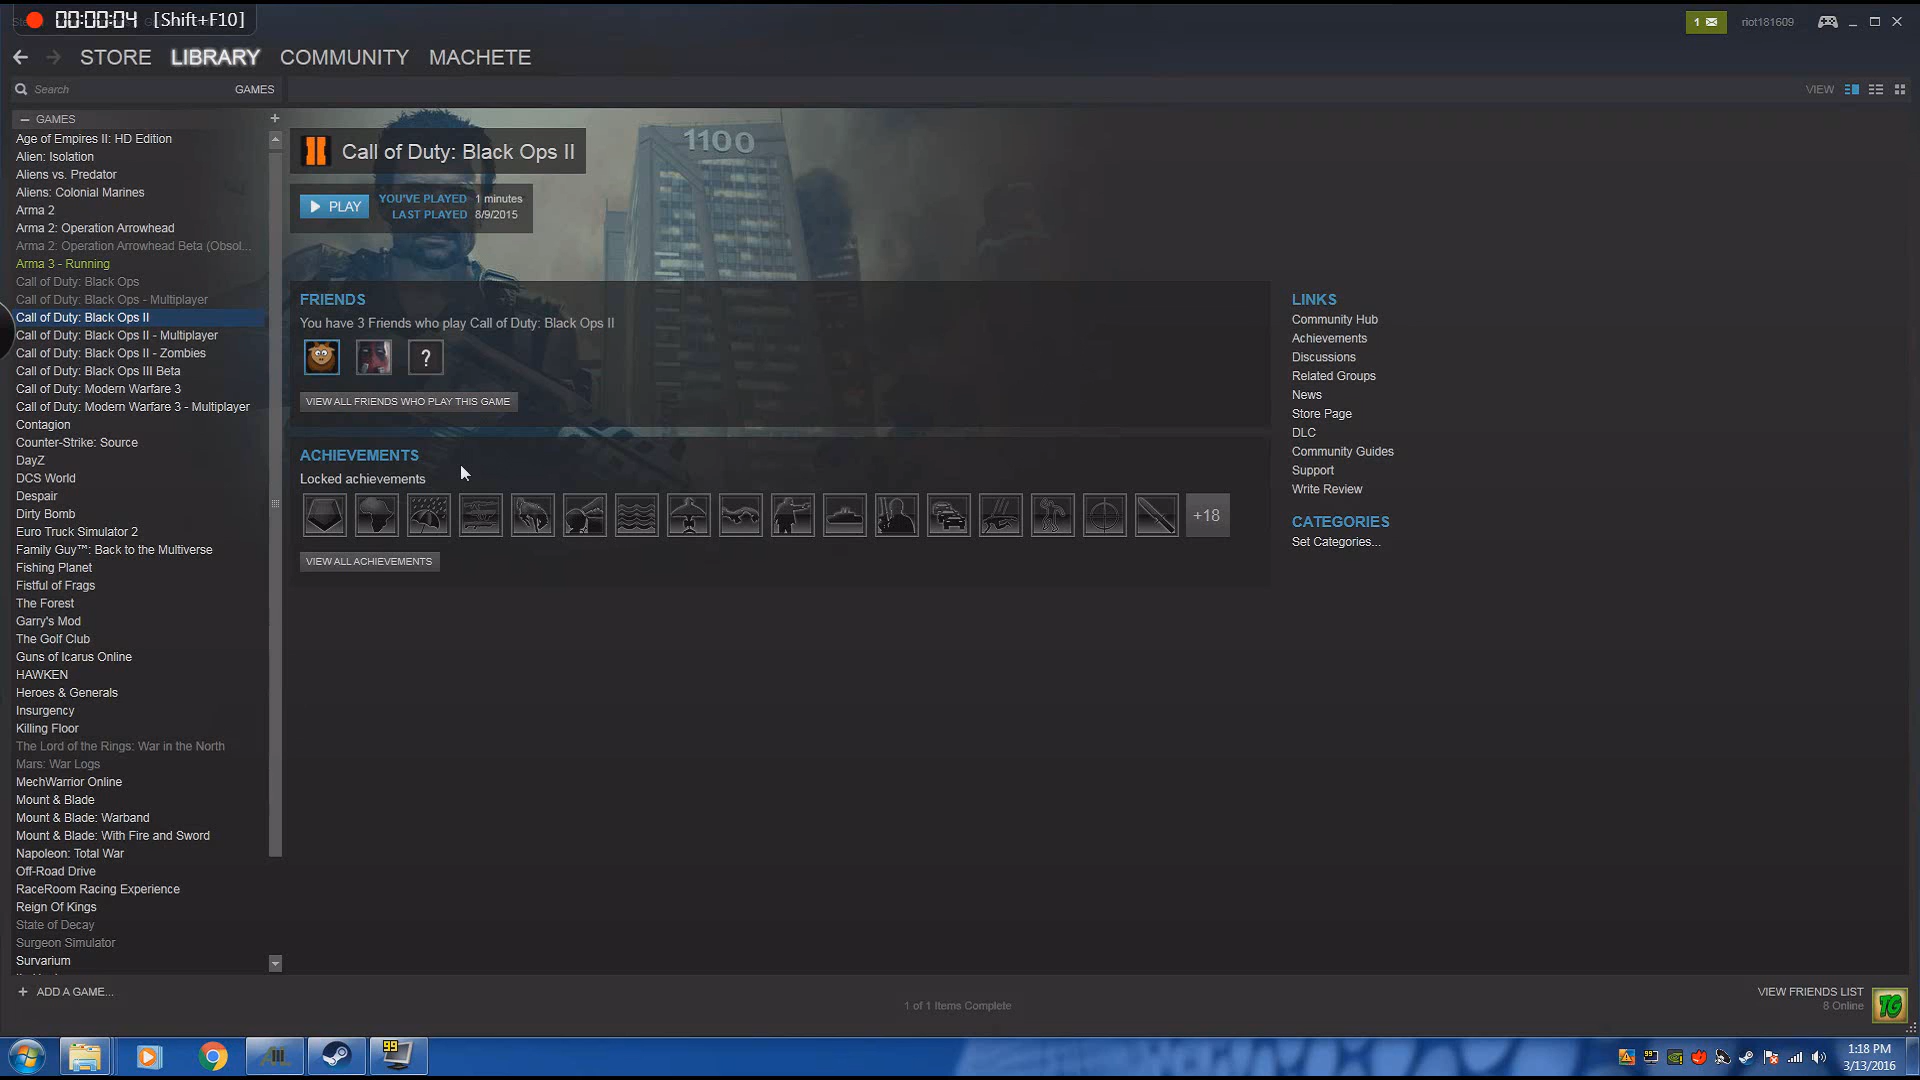 00:00:04 [Shift+F10]
1
riot181609
STORE LIBRARY COMMUNITY MACHETE
Search
GAMES
VIEW
GAMES
Age of Empires II: HD Edition
Alien: Isolation
Aliens vs. Predator
Aliens: Colonial Marines
Arma 2
Arma 2: Operation Arrowhead
Arma 2: Operation Arrowhead Beta (Obsol...
Arma 3 - Running
Call of Duty: Black Ops
Call of Duty: Black Ops - Multiplayer
Call of Duty: Black Ops II
Call of Duty: Black Ops II - Multiplayer
Call of Duty: Black Ops II - Zombies
Call of Duty: Black Ops III Beta
Call of Duty: Modern Warfare 3
Call of Duty: Modern Warfare 3 - Multiplayer
Contagion
Counter-Strike: Source
DayZ
DCS World
Despair
Dirty Bomb
Euro Truck Simulator 2
Family Guy™: Back to the Multiverse
Fishing Planet
Fistful of Frags
The Forest
Garry's Mod
The Golf Club
Guns of Icarus Online
HAWKEN
Heroes & Generals
Insurgency
Killing Floor
The Lord of the Rings: War in the North
Mars: War Logs
MechWarrior Online
Mount & Blade
Mount & Blade: Warband
Mount & Blade: With Fire and Sword
Napoleon: Total War
Off-Road Drive
RaceRoom Racing Experience
Reign Of Kings
State of Decay
Surgeon Simulator
Survarium
+ ADD A GAME...
1100
Call of Duty: Black Ops II
PLAY
YOU'VE PLAYED 1 minutes
LAST PLAYED 8/9/2015
FRIENDS
You have 3 Friends who play Call of Duty: Black Ops II
?
VIEW ALL FRIENDS WHO PLAY THIS GAME
ACHIEVEMENTS
Locked achievements
+18
VIEW ALL ACHIEVEMENTS
LINKS
Community Hub
Achievements
Discussions
Related Groups
News
Store Page
DLC
Community Guides
Support
Write Review
CATEGORIES
Set Categories...
1 of 1 Items Complete
VIEW FRIENDS LIST
8 Online
TG
99
99
1:18 PM
3/13/2016